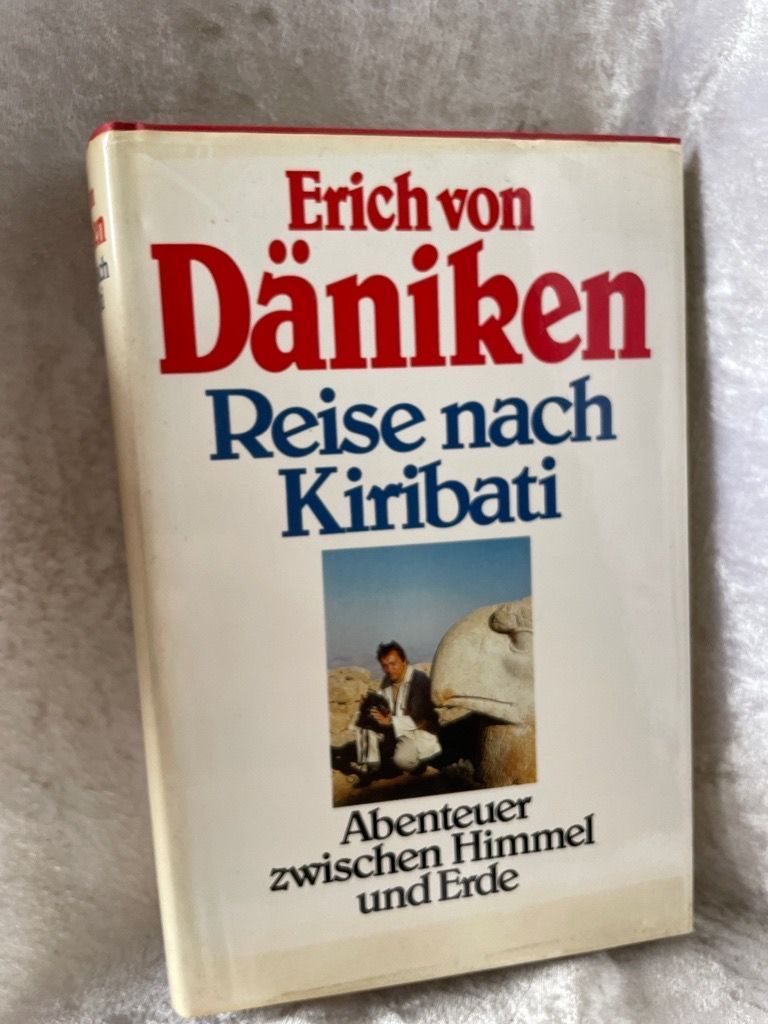 Erich von
Däniken
Reise nach
Kiribati
Abenteuer
zwischen Himmel
und Erde